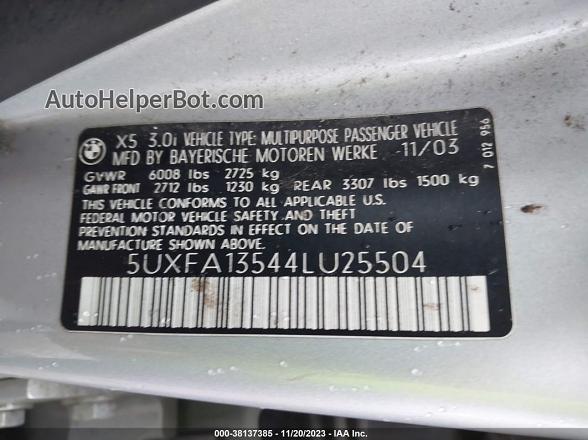 AutoHelperBot.com
X5 3.0i VEHICLE TYPE: MULTIPURPOSE PASSENGER VEHICLE
MFD BY BAYERISCHE MOTOREN WERKE 11/03
GVWR 6008 lbs 2725 kg
GAWR FRONT 2712 lbs 1230 kg REAR 3307 lbs 1500 kg
THIS VEHICLE CONFORMS TO ALL APPLICABLE U.S.
FEDERAL MOTOR VEHICLE SAFETY AND THEFT
PREVENTION STANDARDS IN EFFECT ON THE DATE
OF MANUFACTURE SHOWN ABOVE.
5UXFA13544LU25504
7 012 956
000-38137385 - 11/20/2023 - IAA Inc.